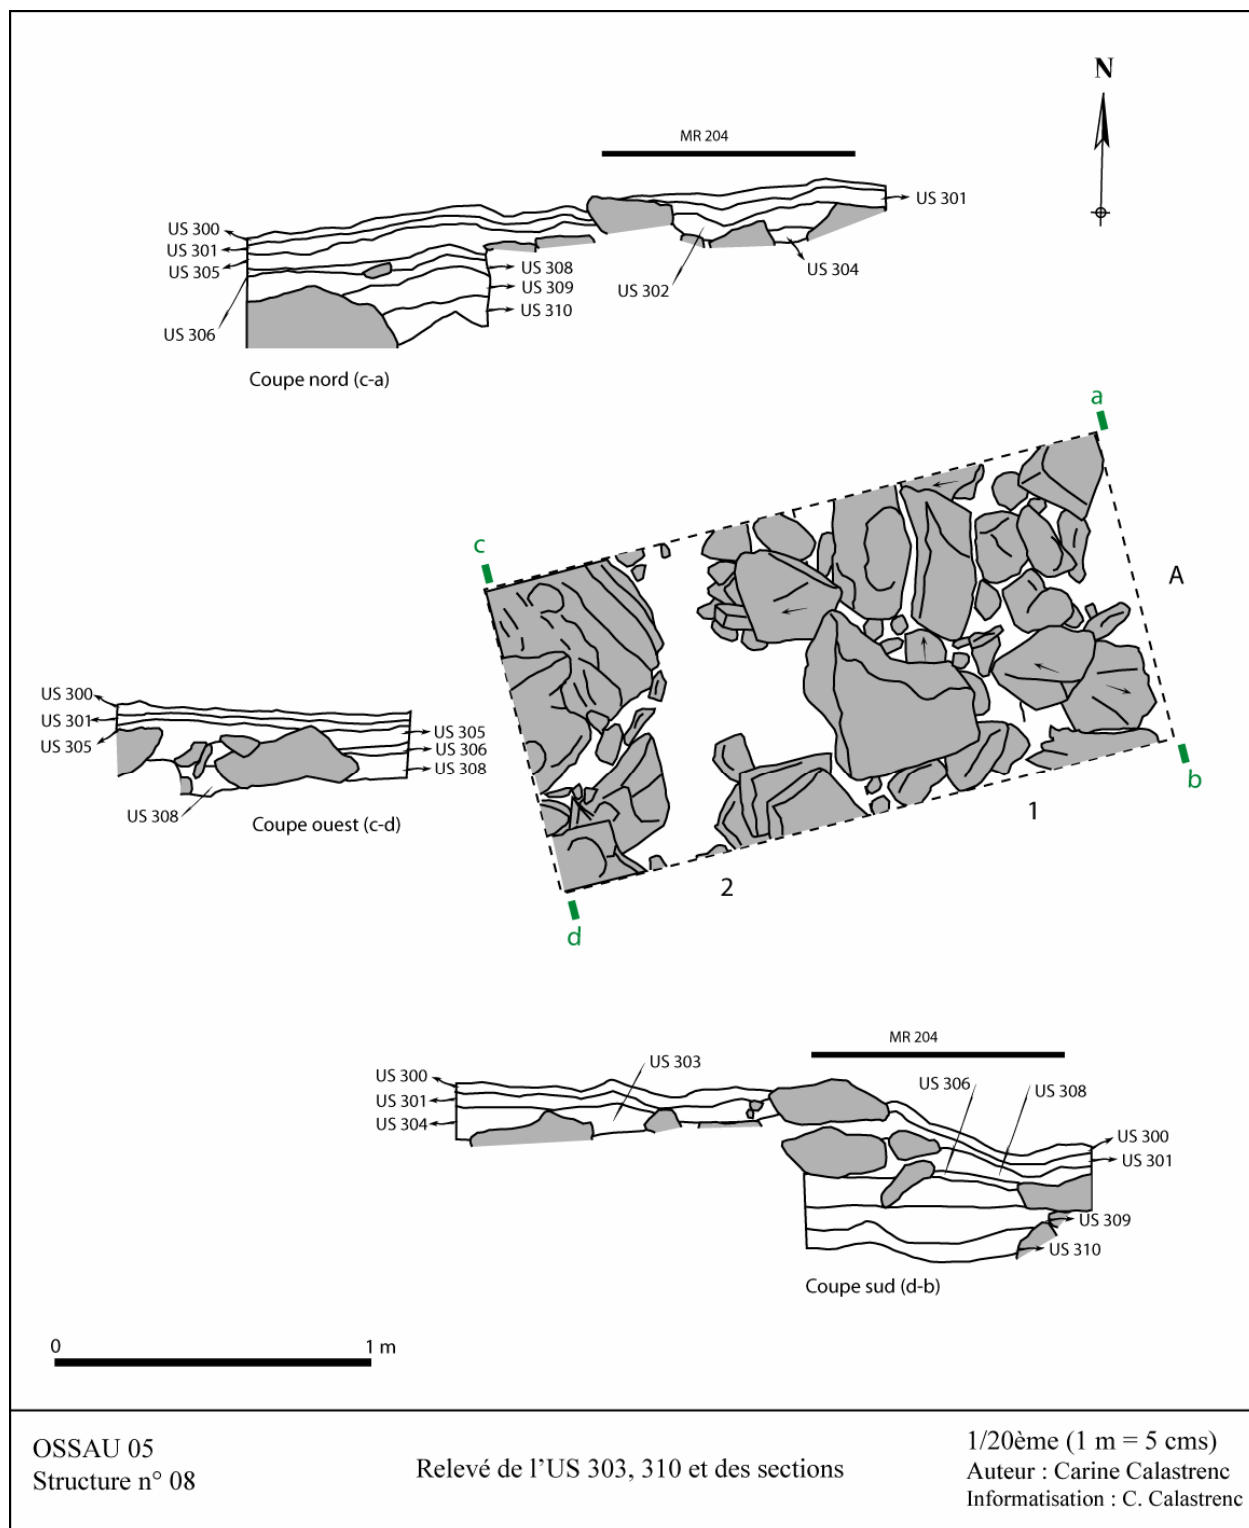 N
MR 204
US 300
US 301
US 305
US 306
US 301
US 304
US 302
US 308
US 309
US 310
Coupe nord (c-a)
a
c
A
b
1
2
d
US 300
US 301
US 305
US 305
US 306
US 308
US 308
Coupe ouest (c-d)
MR 204
US 303
US 300
US 301
US 304
US 306
US 308
US 300
US 301
US 309
US 310
Coupe sud (d-b)
0 1 m
OSSAU 05
Structure n° 08
Relevé de l'US 303, 310 et des sections
1/20ème (1 m = 5 cms)
Auteur : Carine Calastrenc
Informatisation : C. Calastrenc